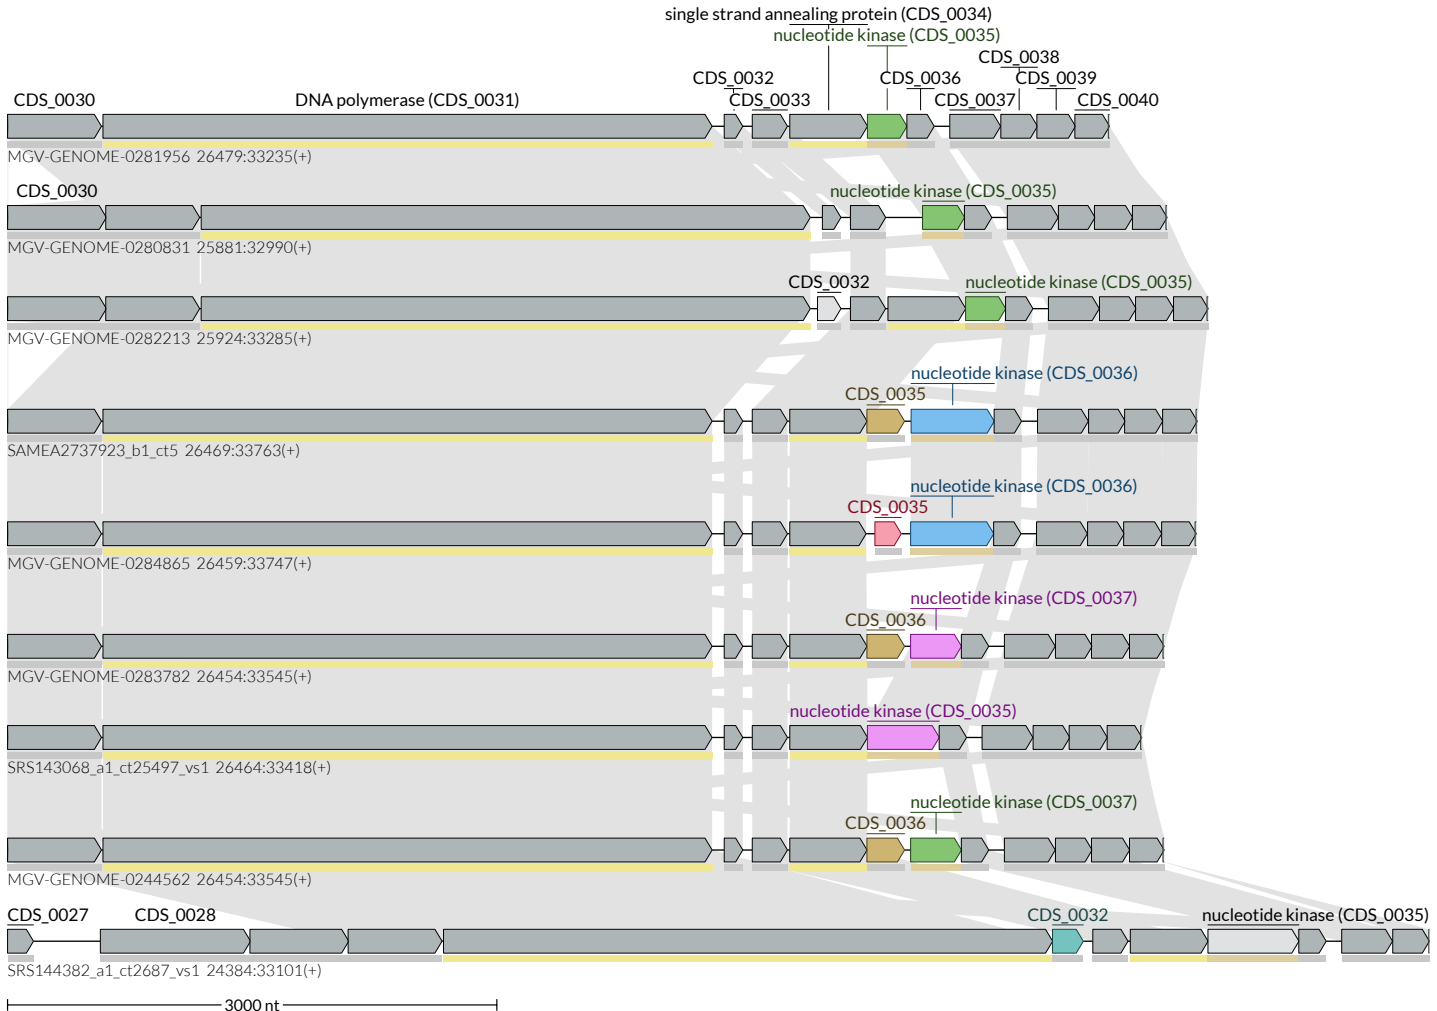 single strand annealing protein (CDS_0034)
nucleotide kinase (CDS_0035)
CDS_0038
CDS_0032 CDS_0036 CDS_0039
CDS_0030 DNA polymerase (CDS_0031) CDS_0033 CDS_0037 CDS_0040
MGV-GENOME-0281956 26479:33235(+)
CDS_0030 nucleotide kinase (CDS_0035)
MGV-GENOME-0280831 25881:32990(+)
CDS_0032 nucleotide kinase (CDS_0035)
MGV-GENOME-0282213 25924:33285(+)
nucleotide kinase (CDS_0036)
CDS_0035
SAMEA2737923_b1_ct5 26469:33763(+)
nucleotide kinase (CDS_0036)
CDS_0035
MGV-GENOME-0284865 26459:33747(+)
nucleotide kinase (CDS_0037)
CDS_0036
MGV-GENOME-0283782 26454:33545(+)
nucleotide kinase (CDS_0035)
SRS143068_a1_ct25497_vs1 26464:33418(+)
nucleotide kinase (CDS_0037)
CDS_0036
MGV-GENOME-0244562 26454:33545(+)
CDS_0027 CDS_0028 CDS_0032 nucleotide kinase (CDS_0035)
SRS144382_a1_ct2687_vs1 24384:33101(+)
3000 nt